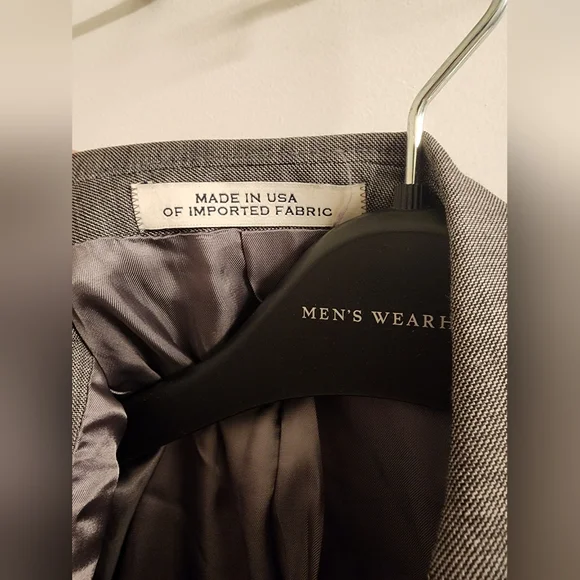 MADE IN USA
OF IMPORTED FABRIC
MEN'S WEARH